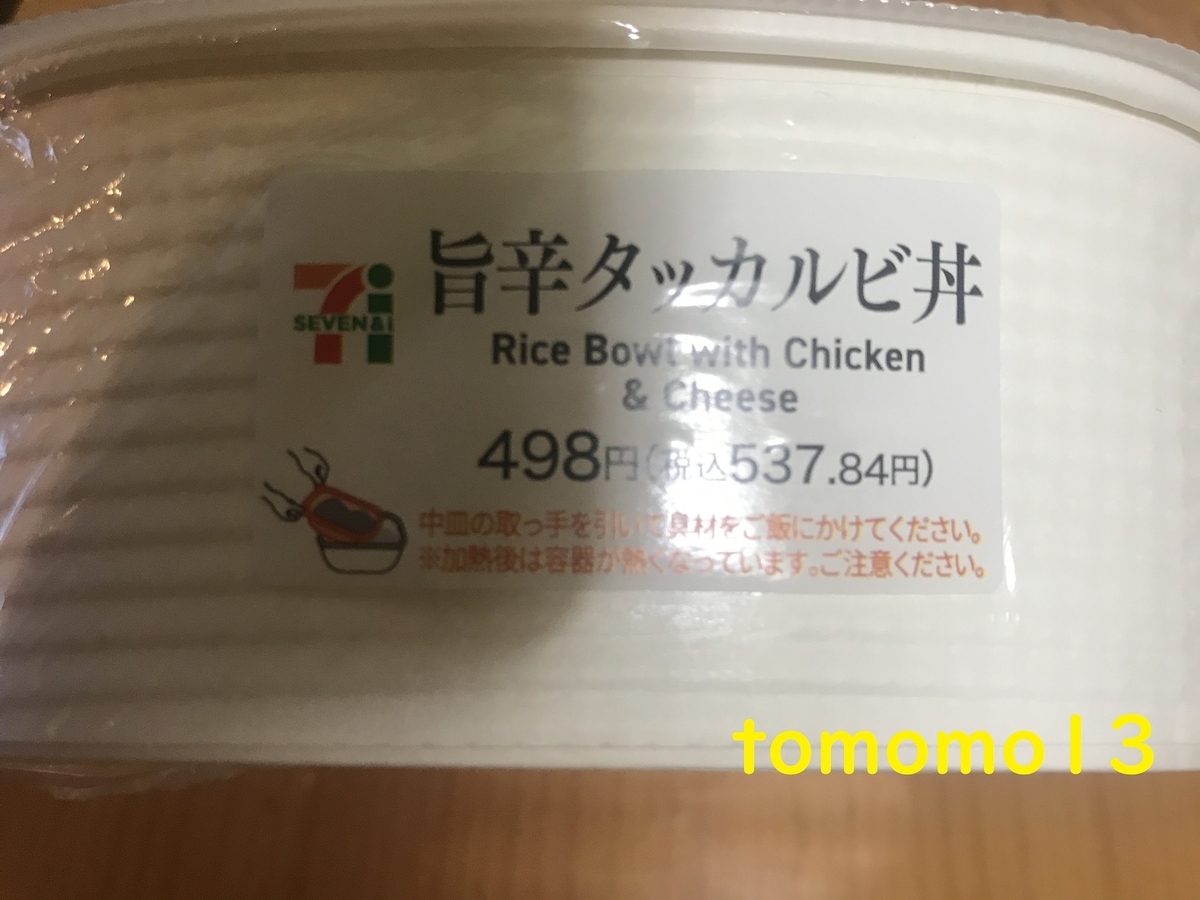 旨辛タッカルビ丼
SEVEN&i
Rice Bowl with Chicken
& Cheese
498円(税込537.84円)
中皿の取っ手を引いて具材をご飯にかけてください。
※加熱後は容器が熱くなっています。ご注意ください。
tomomo13